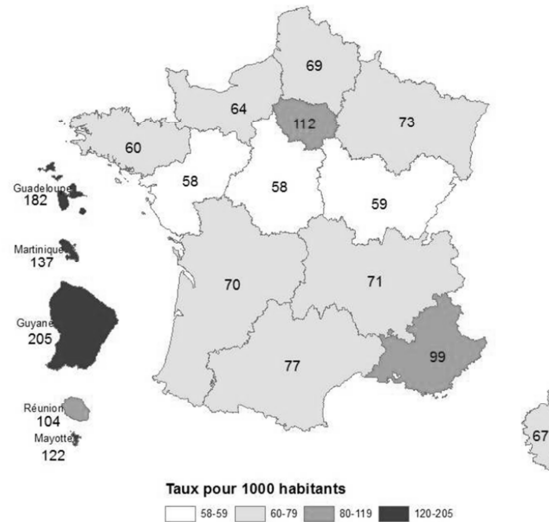 69
64
112
73
60
58
58
59
Guadeloupe
182
Martinique
137
70
71
Guyane
205
77
99
Réunion
104
Mayotte
122
67
Taux pour 1000 habitants
58-59 60-79 80-119 120-205